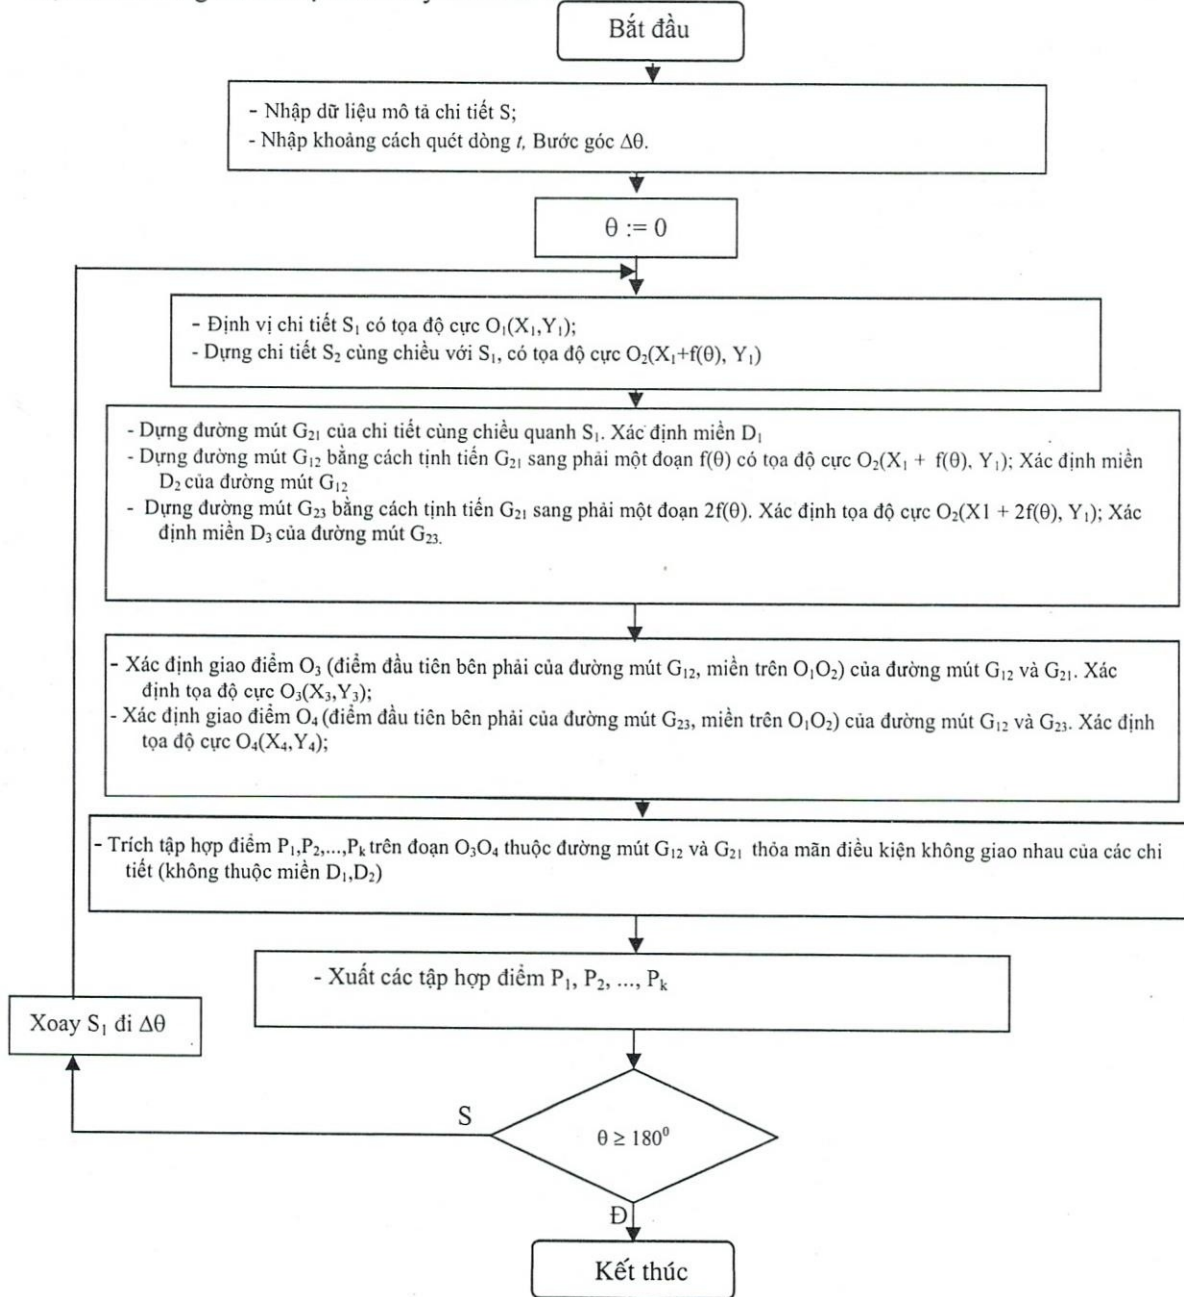 Bắt đầu
- Nhập dữ liệu mô tả chi tiết S;
- Nhập khoảng cách quét dòng t, Bước góc Δθ.
θ := 0
- Định vị chi tiết S₁ có tọa độ cực O₁(X₁,Y₁);
- Dựng chi tiết S₂ cùng chiều với S₁, có tọa độ cực O₂(X₁+f(θ), Y₁)
- Dựng đường mút G₂₁ của chi tiết cùng chiều quanh S₁. Xác định miền D₁
- Dựng đường mút G₁₂ bằng cách tịnh tiến G₂₁ sang phải một đoạn f(θ) có tọa độ cực O₂(X₁ + f(θ), Y₁); Xác định miền
D₂ của đường mút G₁₂
- Dựng đường mút G₂₃ bằng cách tịnh tiến G₂₁ sang phải một đoạn 2f(θ). Xác định tọa độ cực O₂(X1 + 2f(θ), Y₁); Xác
định miền D₃ của đường mút G₂₃.
- Xác định giao điểm O₃ (điểm đầu tiên bên phải của đường mút G₁₂, miền trên O₁O₂) của đường mút G₁₂ và G₂₁. Xác
định tọa độ cực O₃(X₃,Y₃);
- Xác định giao điểm O₄ (điểm đầu tiên bên phải của đường mút G₂₃, miền trên O₁O₂) của đường mút G₁₂ và G₂₃. Xác định
tọa độ cực O₄(X₄,Y₄);
- Trích tập hợp điểm P₁,P₂,...,Pₖ trên đoạn O₃O₄ thuộc đường mút G₁₂ và G₂₁ thỏa mãn điều kiện không giao nhau của các chi
tiết (không thuộc miền D₁,D₂)
- Xuất các tập hợp điểm P₁, P₂, ..., Pₖ
Xoay S₁ đi Δθ
S
θ ≥ 180⁰
Đ
Kết thúc